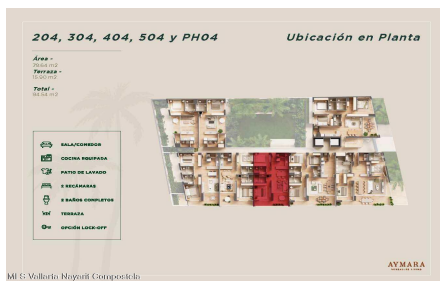 204, 304, 404, 504 y PH04
Ubicación en Planta
Área -
Terraza -
Total -
SALA/COMEDOR
COCINA EQUIPADA
PATIO DE LAVADO
2 RECÁMARAS
2 BAÑOS COMPLETOS
TERRAZA
OPCIÓN LOCK-OFF
AYMARA
MLS Vallarta Nayarit Compostela